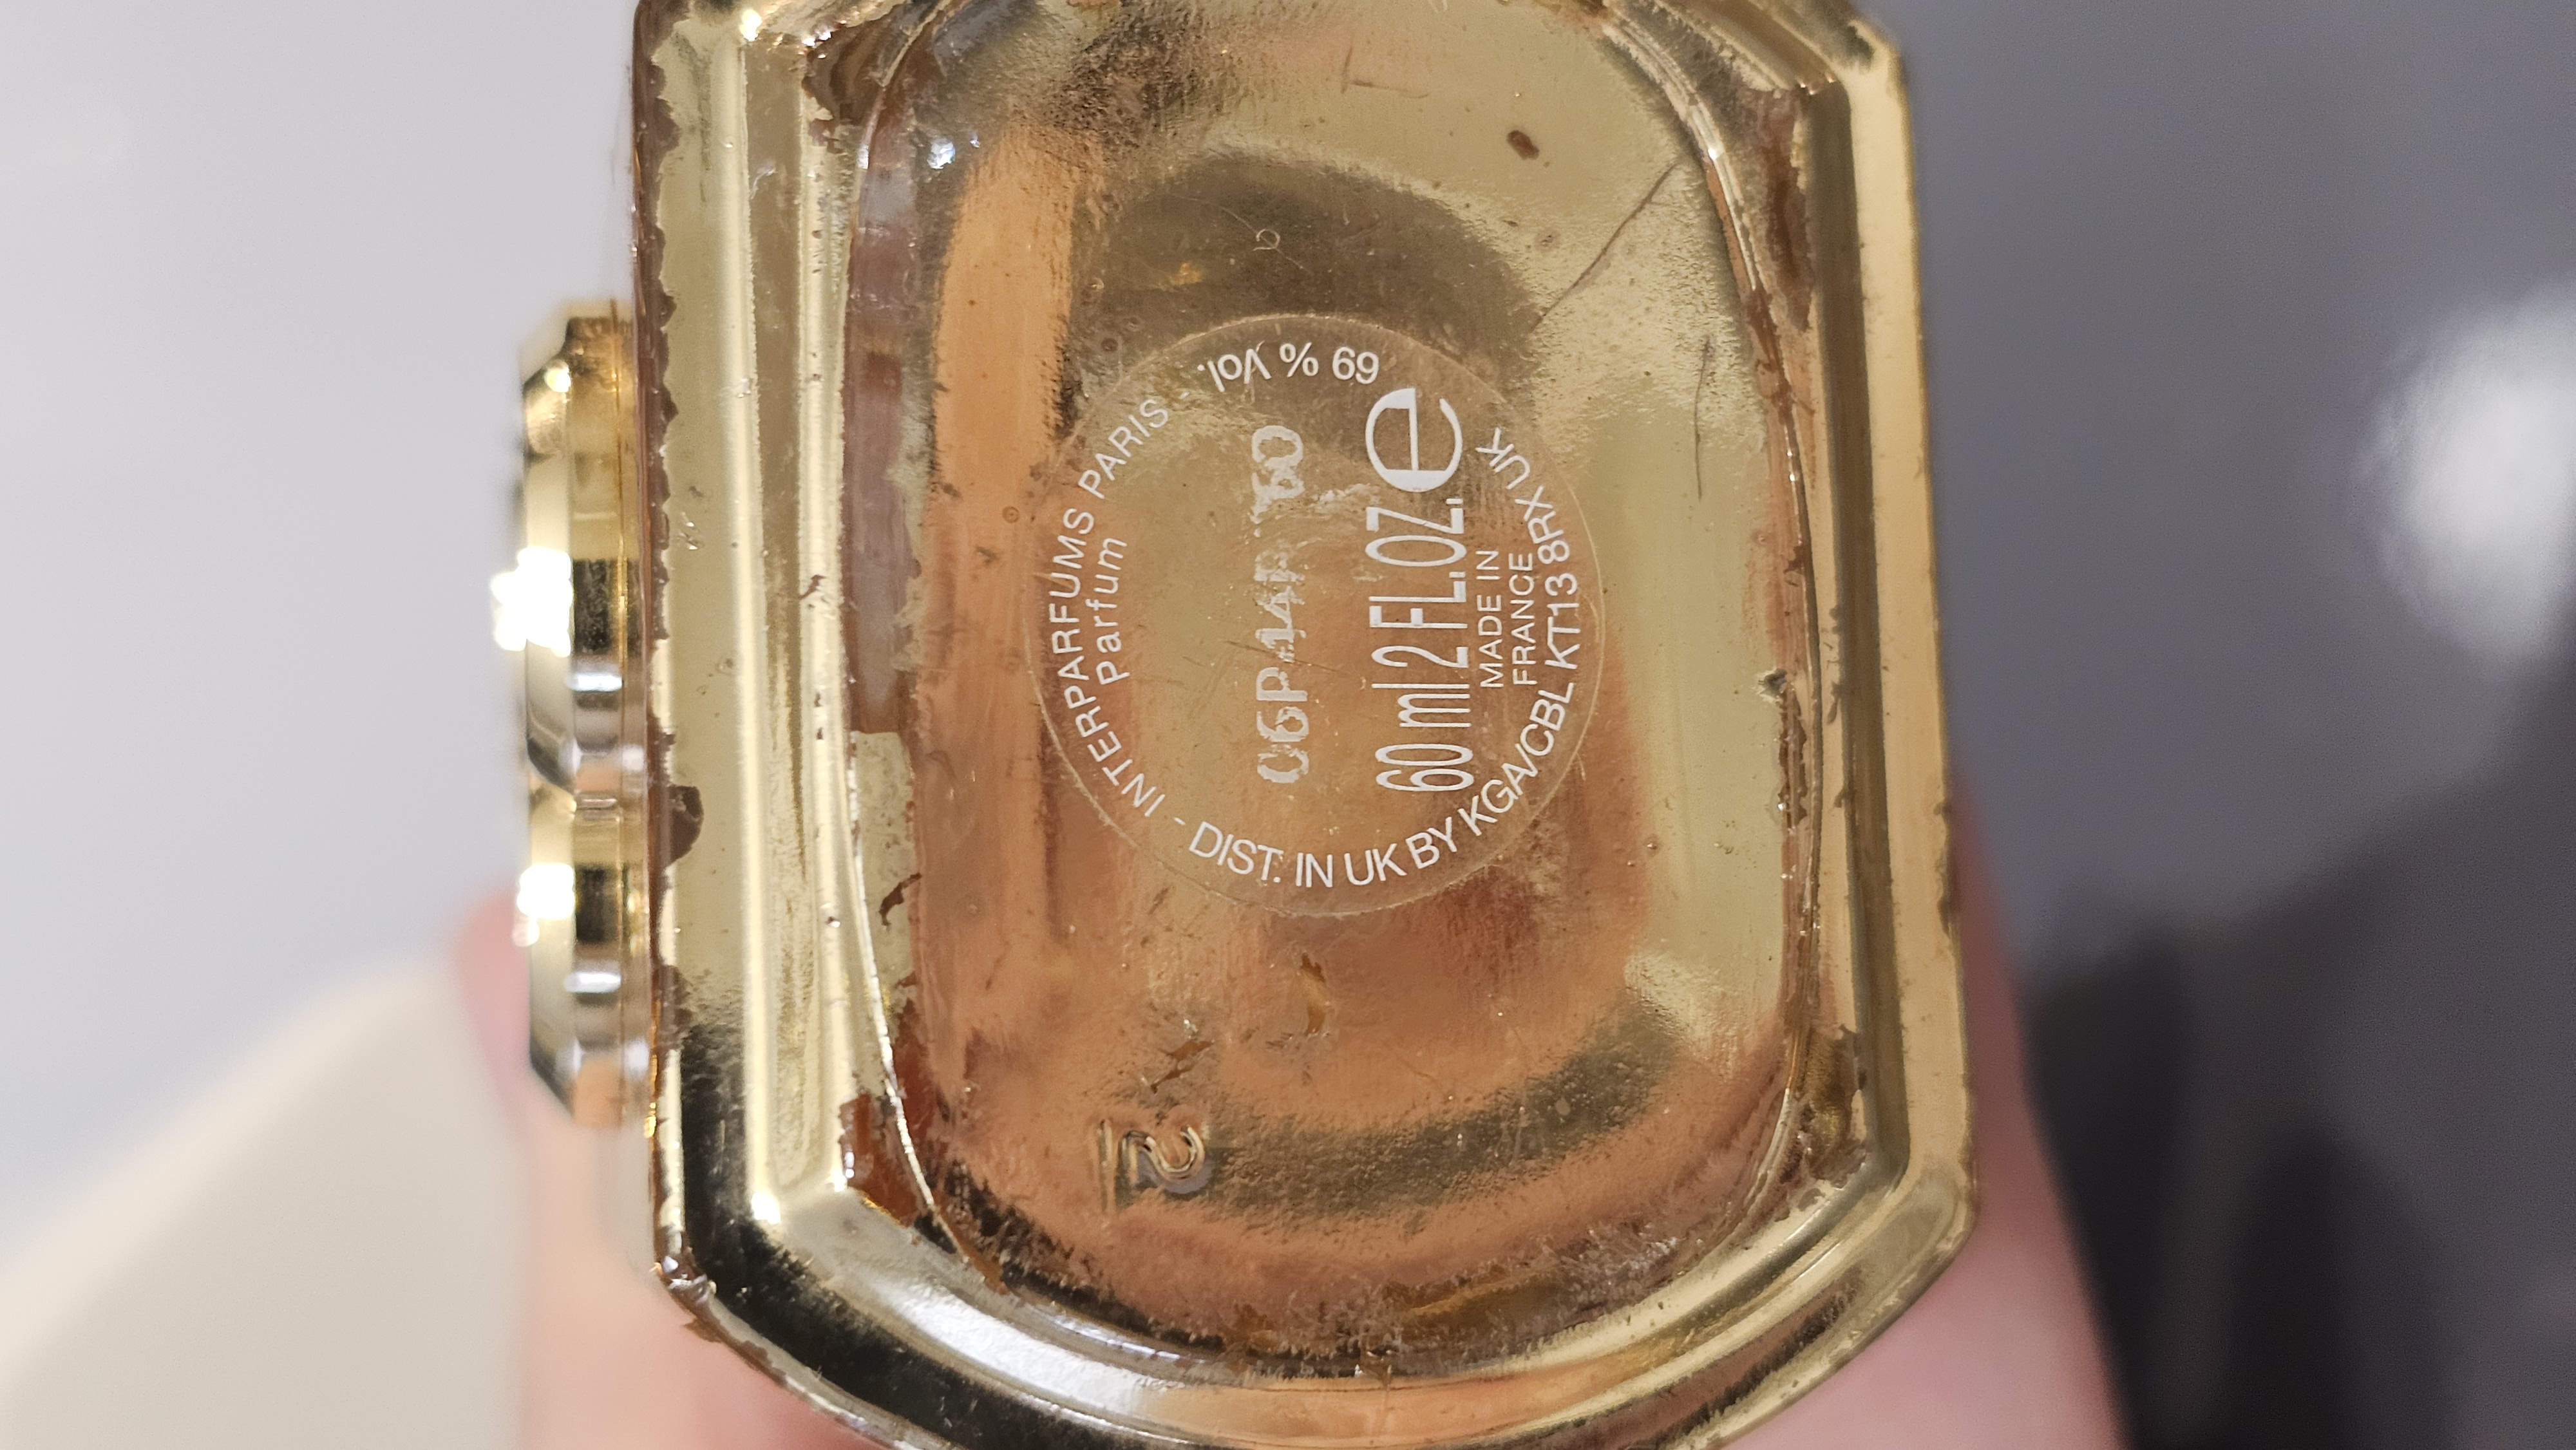 - INTERPARFUMS PARIS -
Parfum
69 % Vol.
60 ml 2 FL.OZ. e
MADE IN
FRANCE
DIST. IN UK BY KGA/CBL KT13 8RX UK